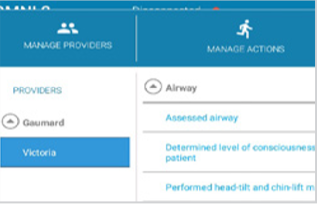 MANAGE PROVIDERS
MANAGE ACTIONS
PROVIDERS
Gaumard
Victoria
Airway
Assessed airway
Determined level of consciousness
patient
Performed head-tilt and chin-lift m